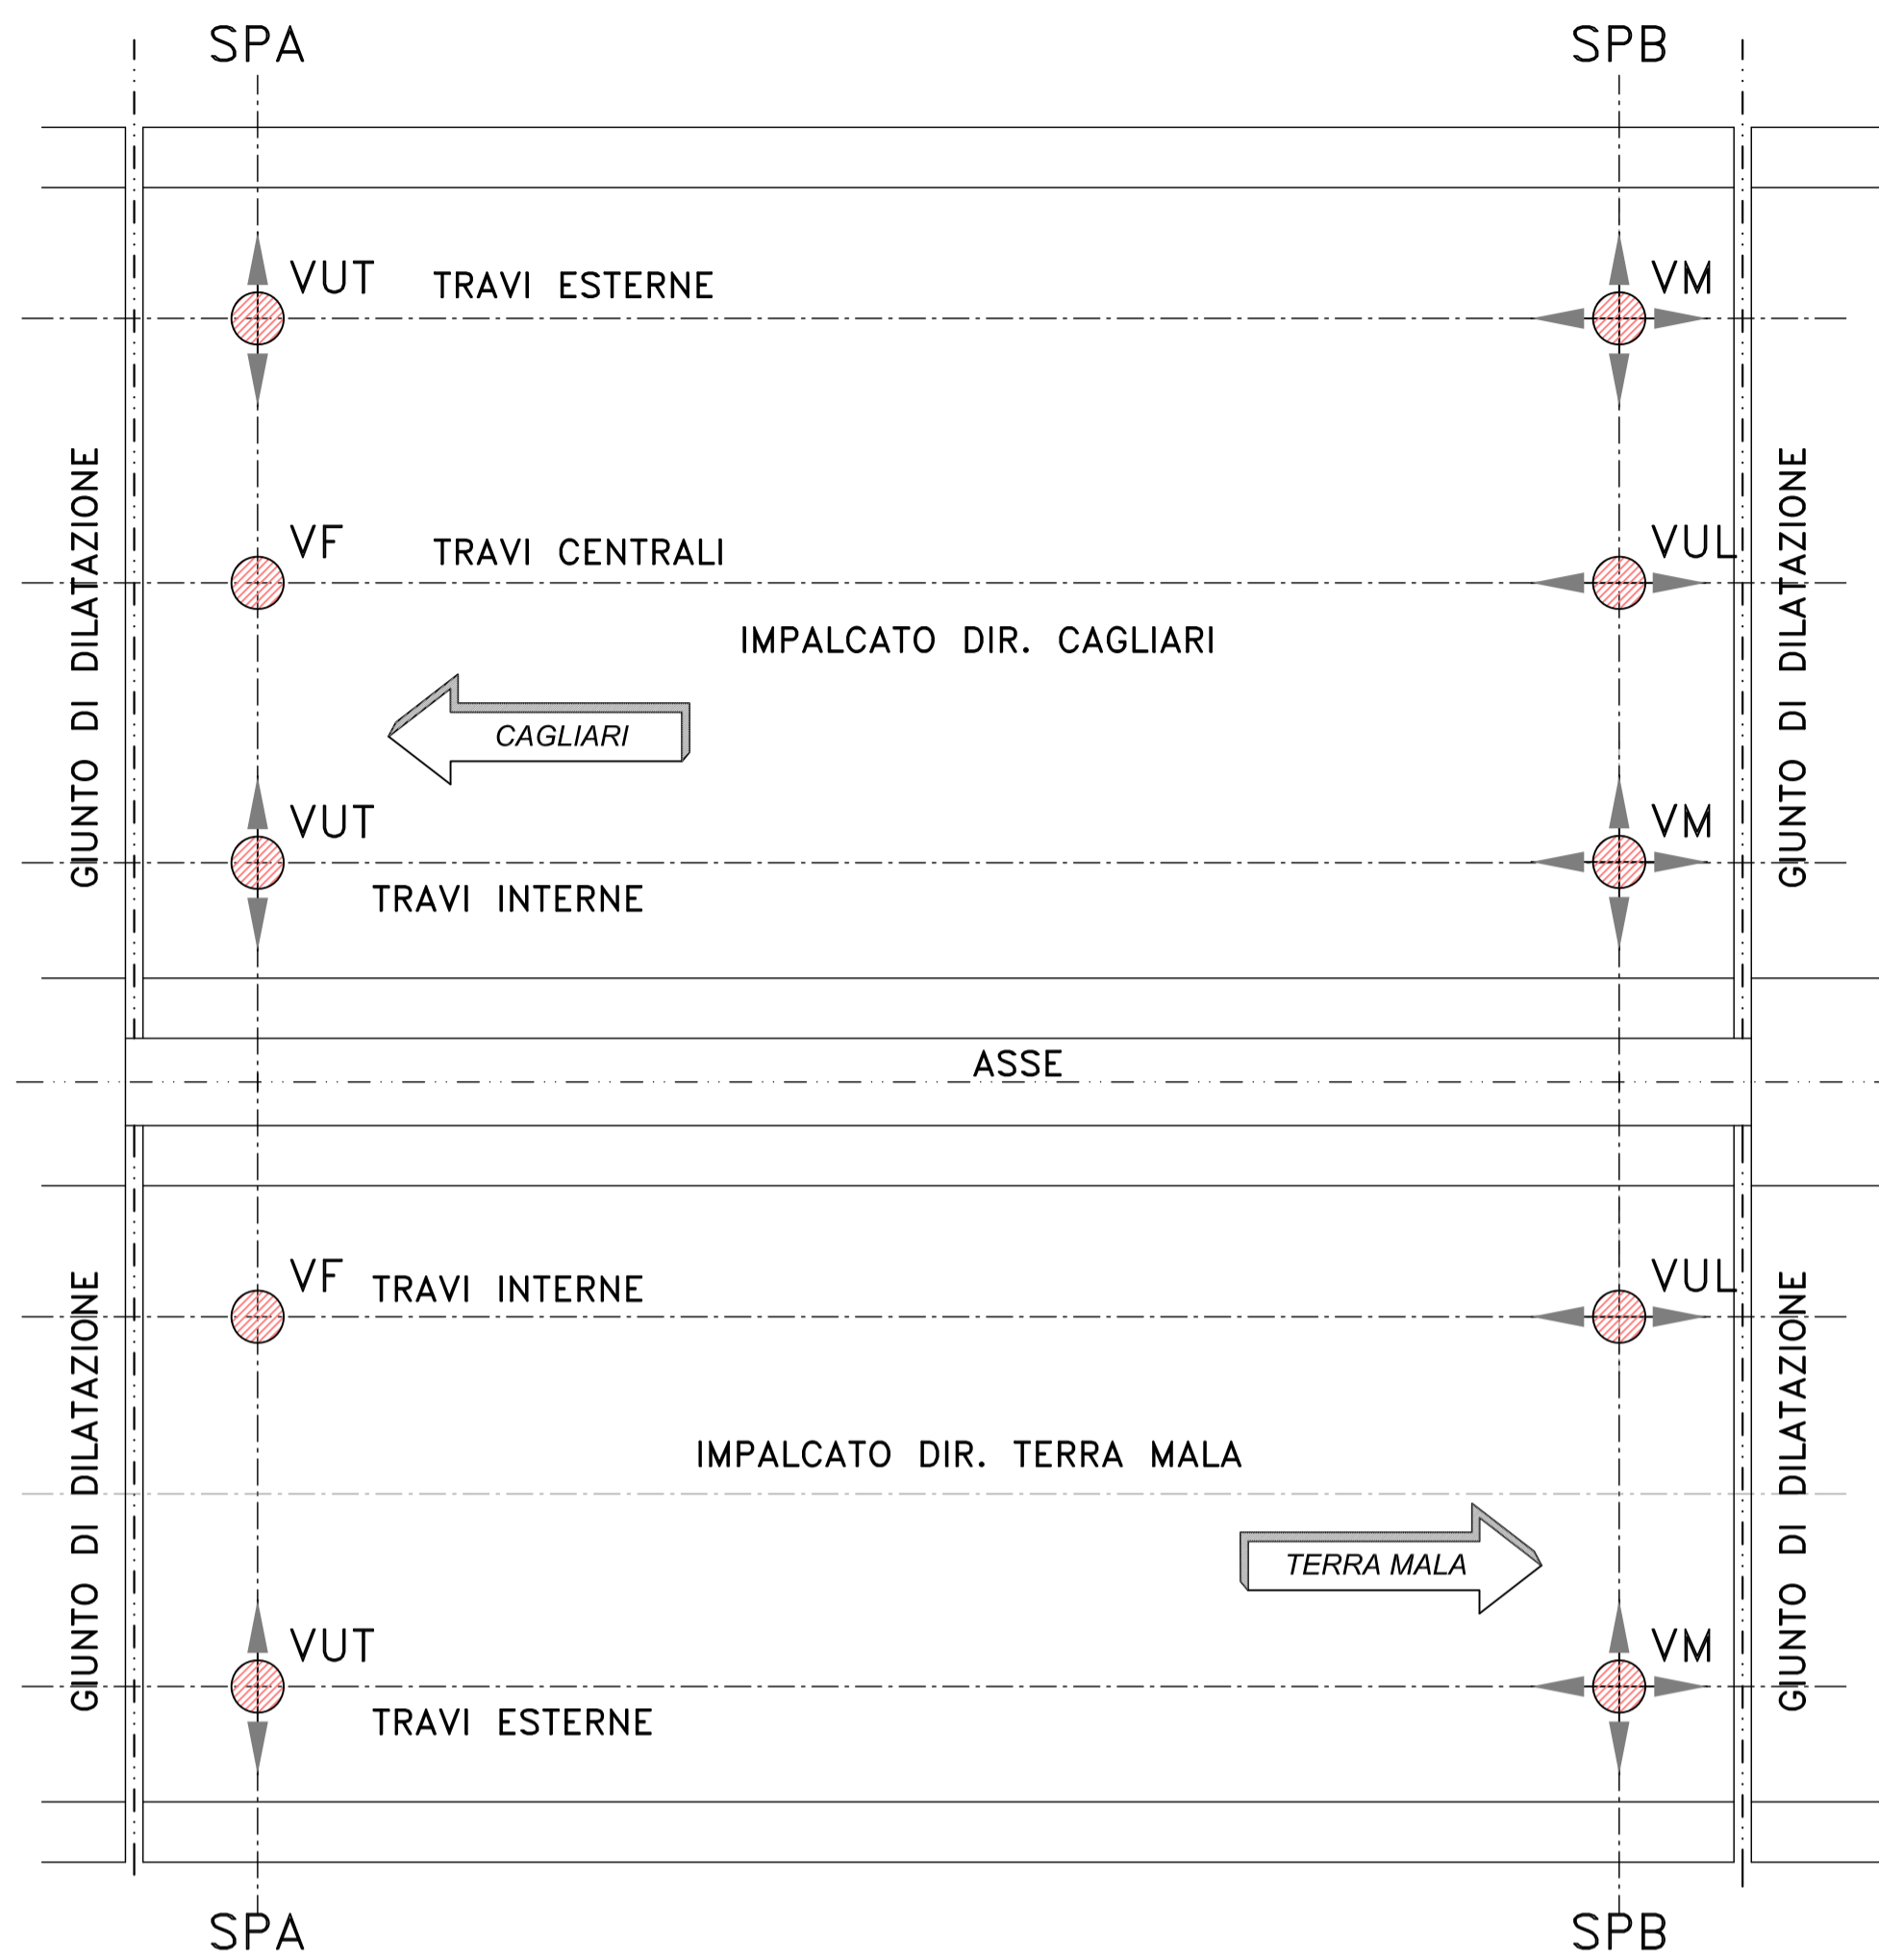 SPA
SPB
VUT
TRAVI ESTERNE
VM
GIUNTO DI DILATAZIONE
GIUNTO DI DILATAZIONE
VF
TRAVI CENTRALI
VUL
IMPALCATO DIR. CAGLIARI
CAGLIARI
VUT
VM
TRAVI INTERNE
ASSE
VF
TRAVI INTERNE
VUL
GIUNTO DI DILATAZIONE
GIUNTO DI DILATAZIONE
IMPALCATO DIR. TERRA MALA
TERRA MALA
VUT
VM
TRAVI ESTERNE
SPA
SPB